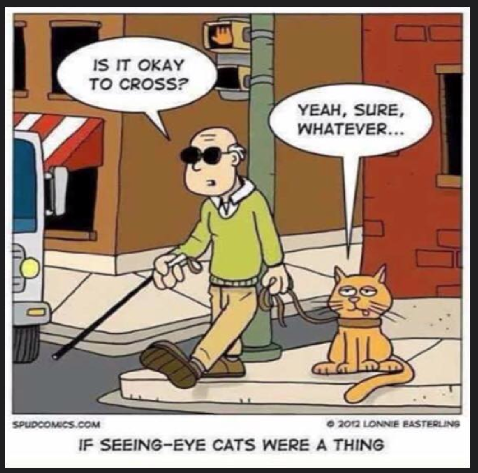 IS IT OKAY
TO CROSS?
YEAH, SURE,
WHATEVER...
SPUDCOMICS.COM
© 2012 LONNIE EASTERLING
IF SEEING-EYE CATS WERE A THING